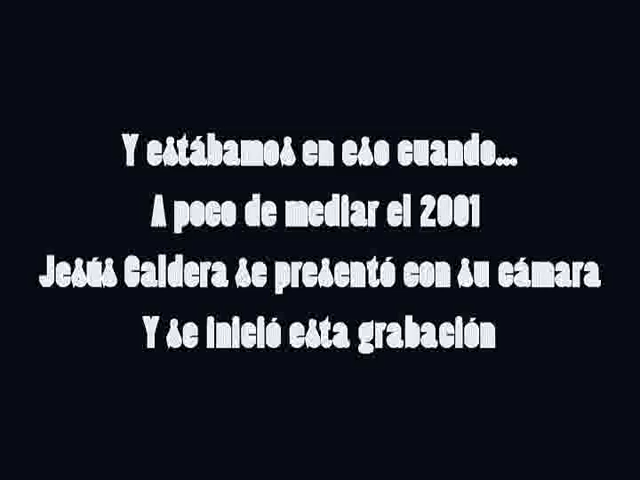 Y estábamos en eso cuando...
A poco de mediar el 2001
Jesús Caldera se presentó con su cámara
Y se inició esta grabación